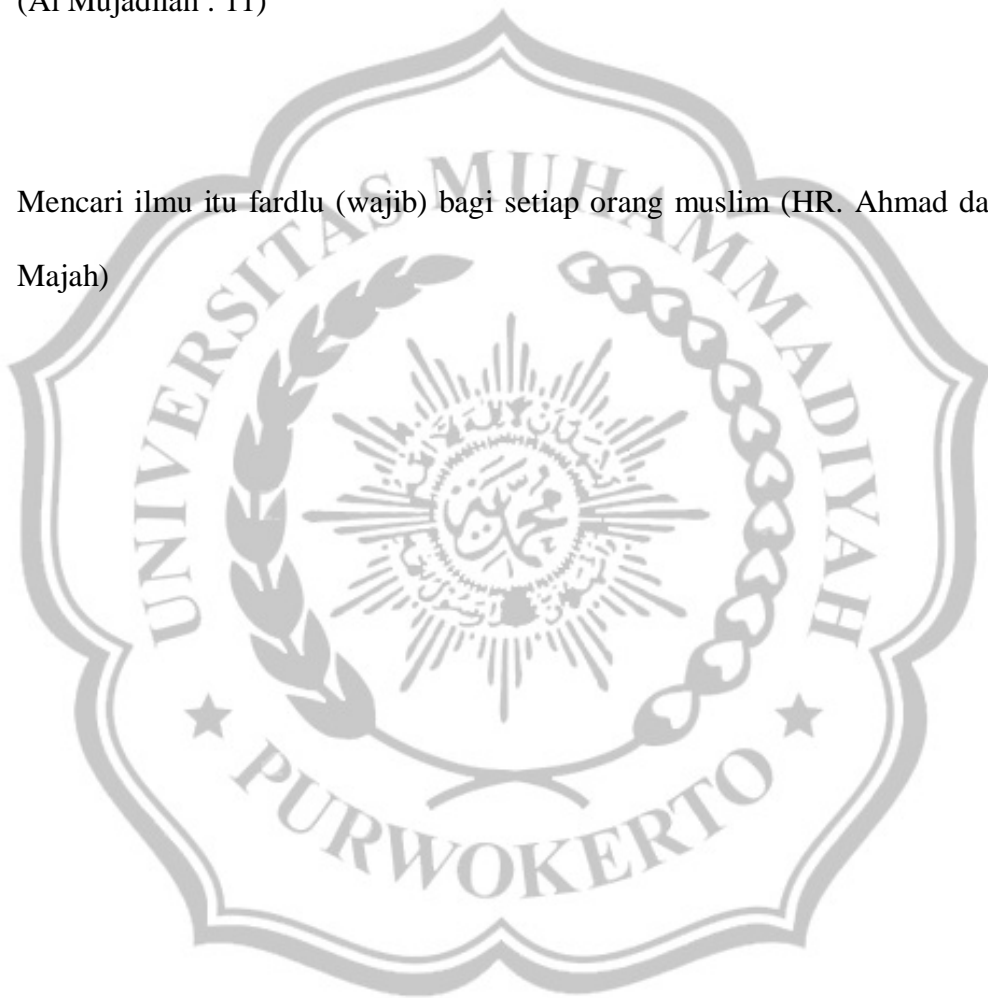 (Al Mujadilah : 11)
Mencari ilmu itu fardlu (wajib) bagi setiap orang muslim (HR. Ahmad da
Majah)
UNIVERSITAS MUHAMMADIYAH
PURWOKERTO